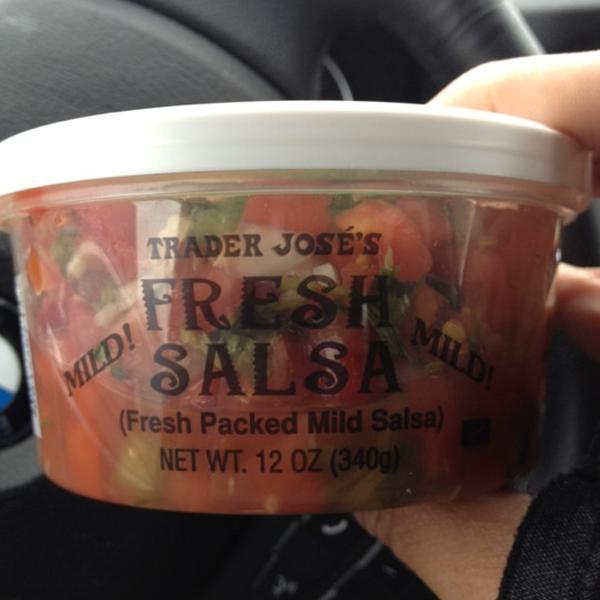 TRADER JOSÉ'S
FRESH
SALSA
MILD!
MILD!
(Fresh Packed Mild Salsa)
NET WT. 12 OZ (340g)